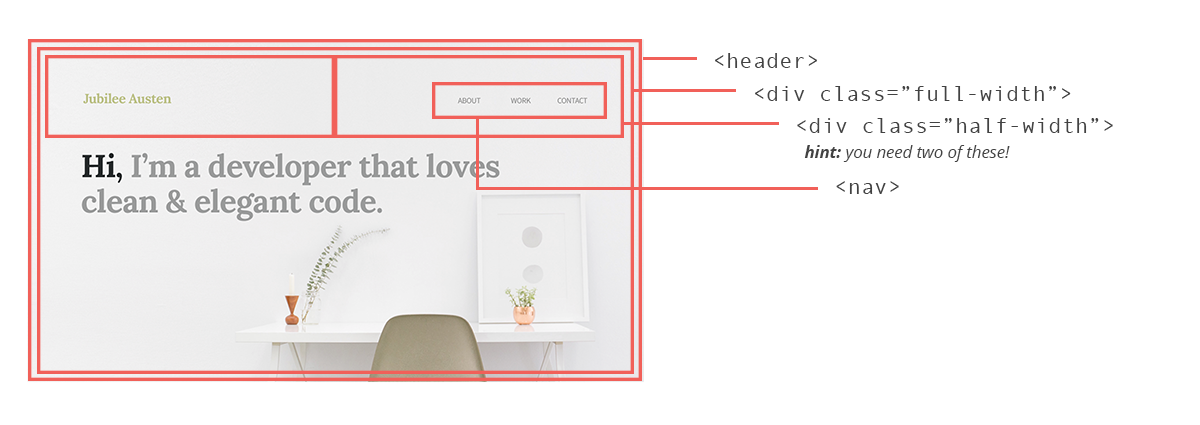 Jubilee Austen
ABOUT WORK CONTACT
Hi, I’m a developer that loves
clean & elegant code.
<header>
<div class=”full-width”>
<div class=”half-width”>
hint: you need two of these!
<nav>